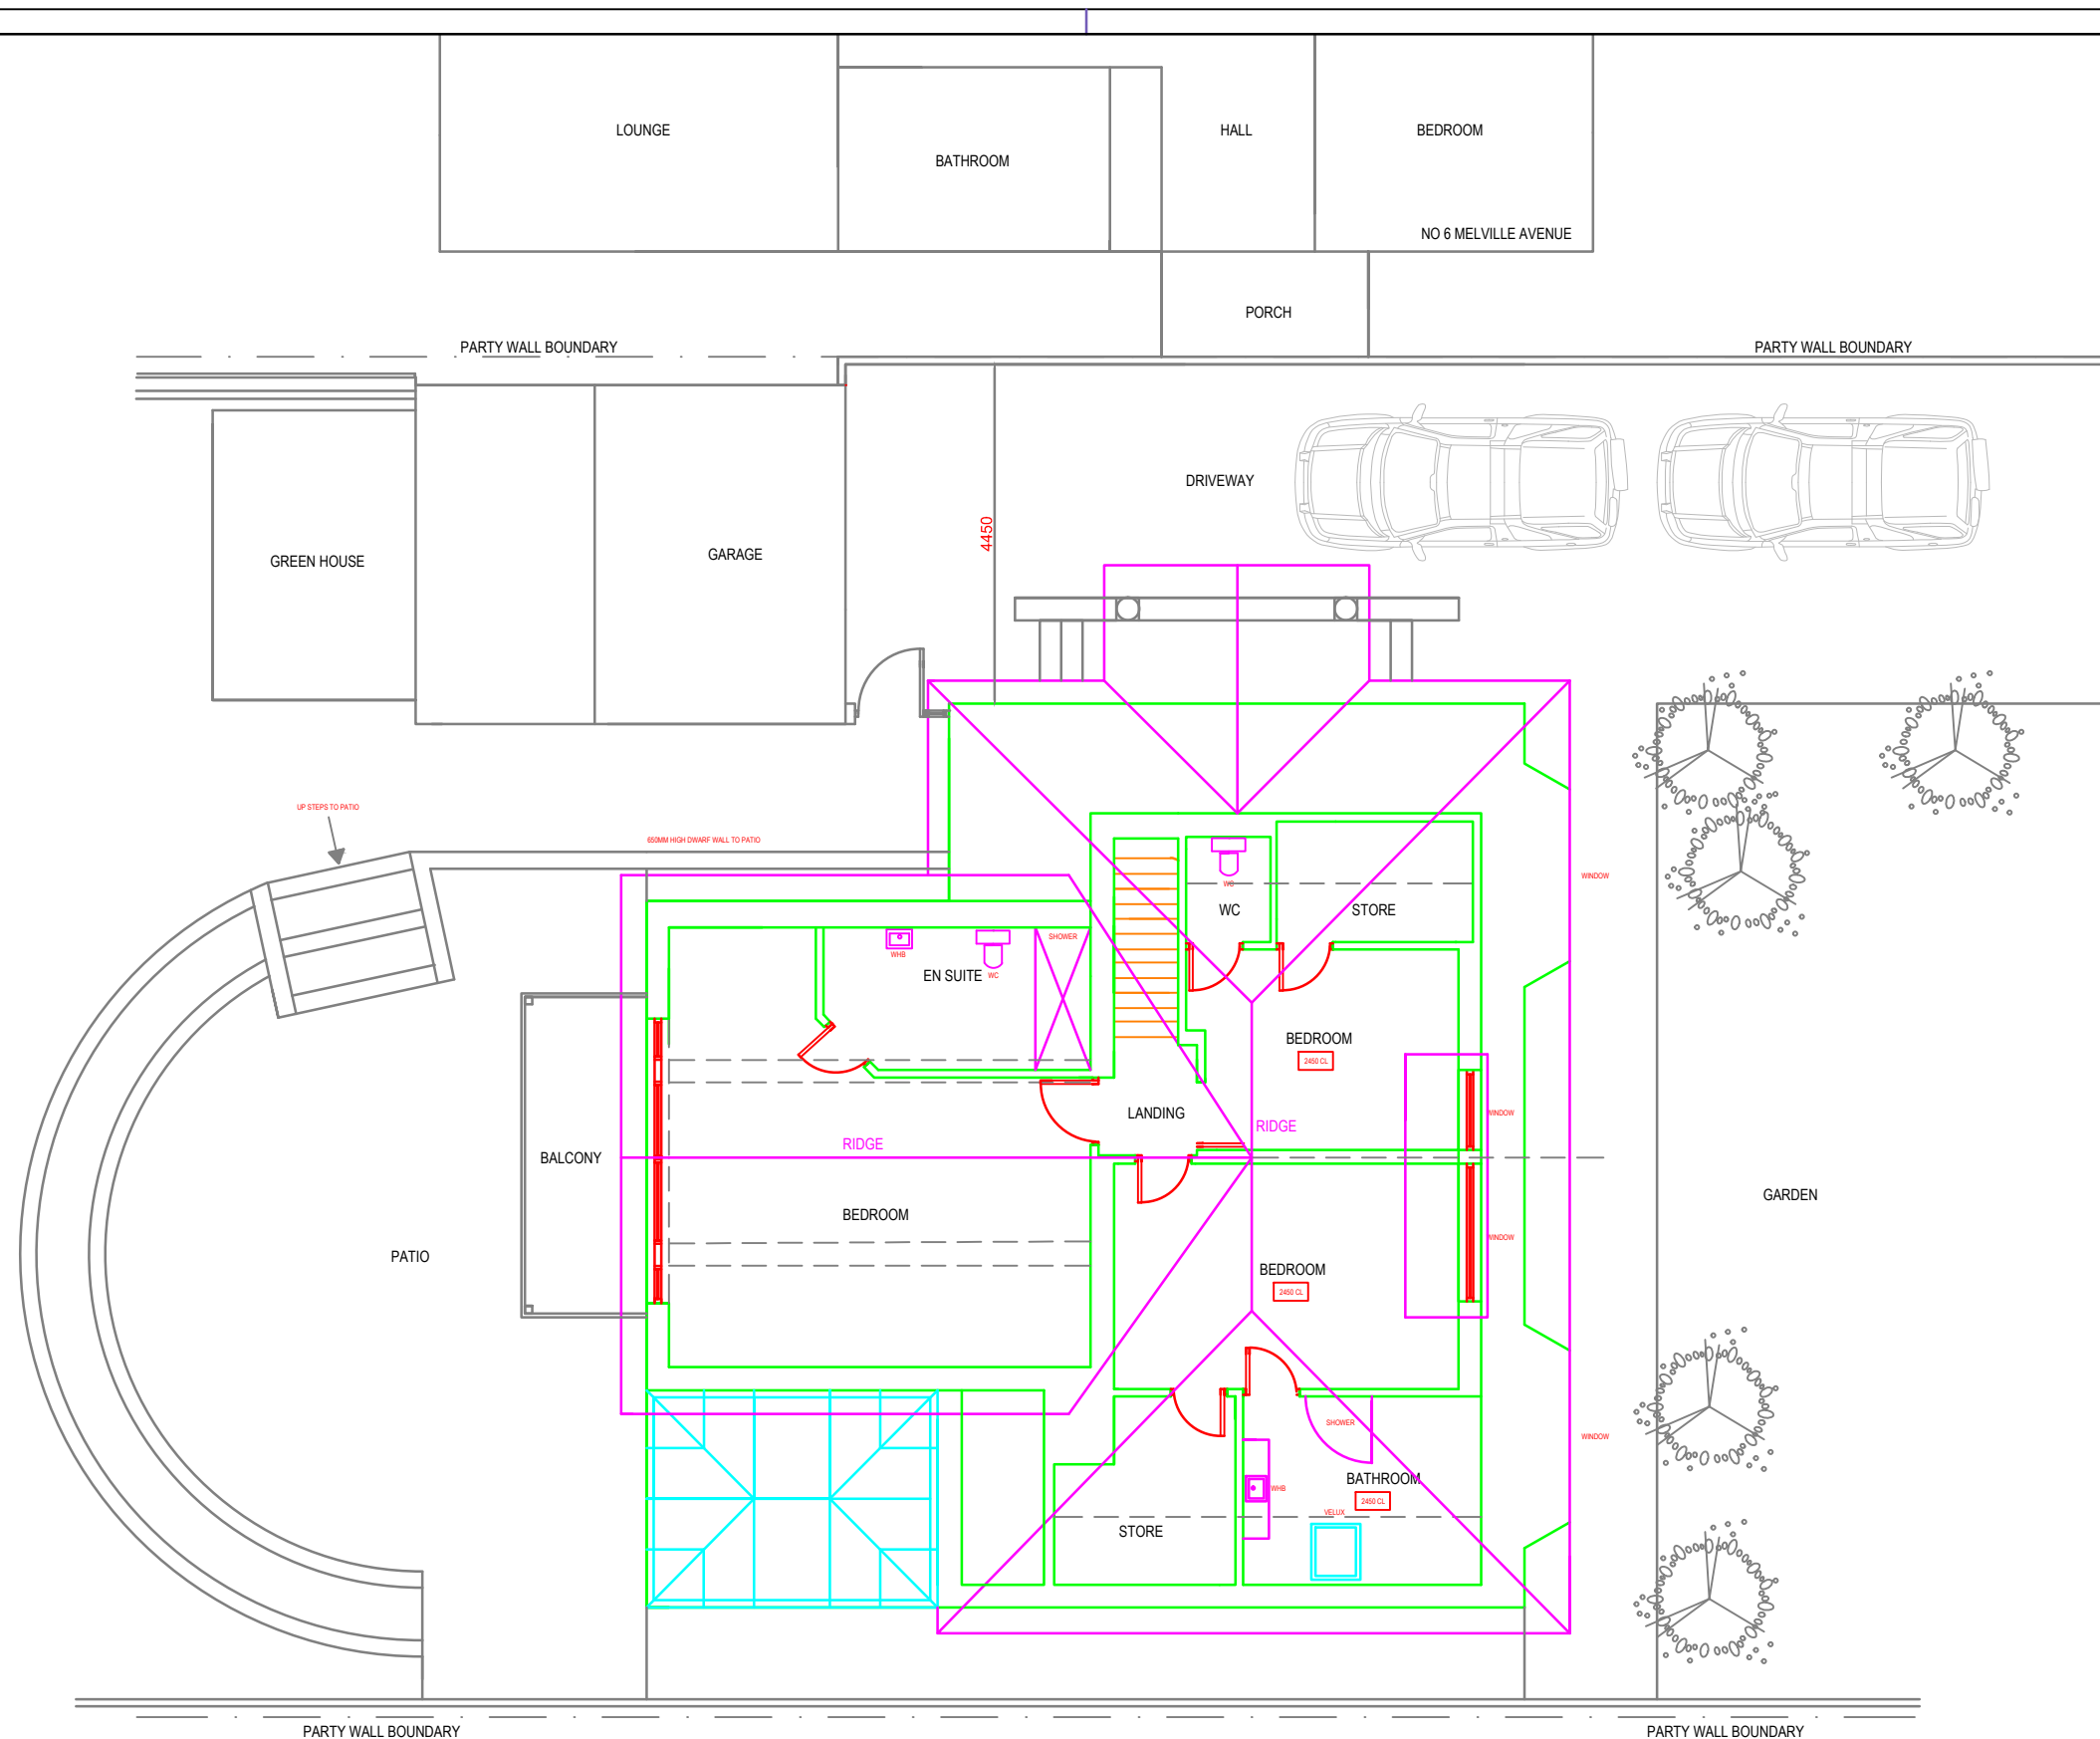 LOUNGE
BATHROOM
HALL
BEDROOM
NO 6 MELVILLE AVENUE
PORCH
PARTY WALL BOUNDARY
PARTY WALL BOUNDARY
DRIVEWAY
4450
GREEN HOUSE
GARAGE
UP STEPS TO PATIO
650MM HIGH DWARF WALL TO PATIO
WINDOW
WC
WC
STORE
SHOWER
WHB
EN SUITE
WC
BEDROOM
2450 CL
LANDING
WINDOW
RIDGE
RIDGE
BALCONY
GARDEN
BEDROOM
WINDOW
PATIO
BEDROOM
2450 CL
SHOWER
WINDOW
BATHROOM
WHB
2450 CL
VELUX
STORE
PARTY WALL BOUNDARY
PARTY WALL BOUNDARY